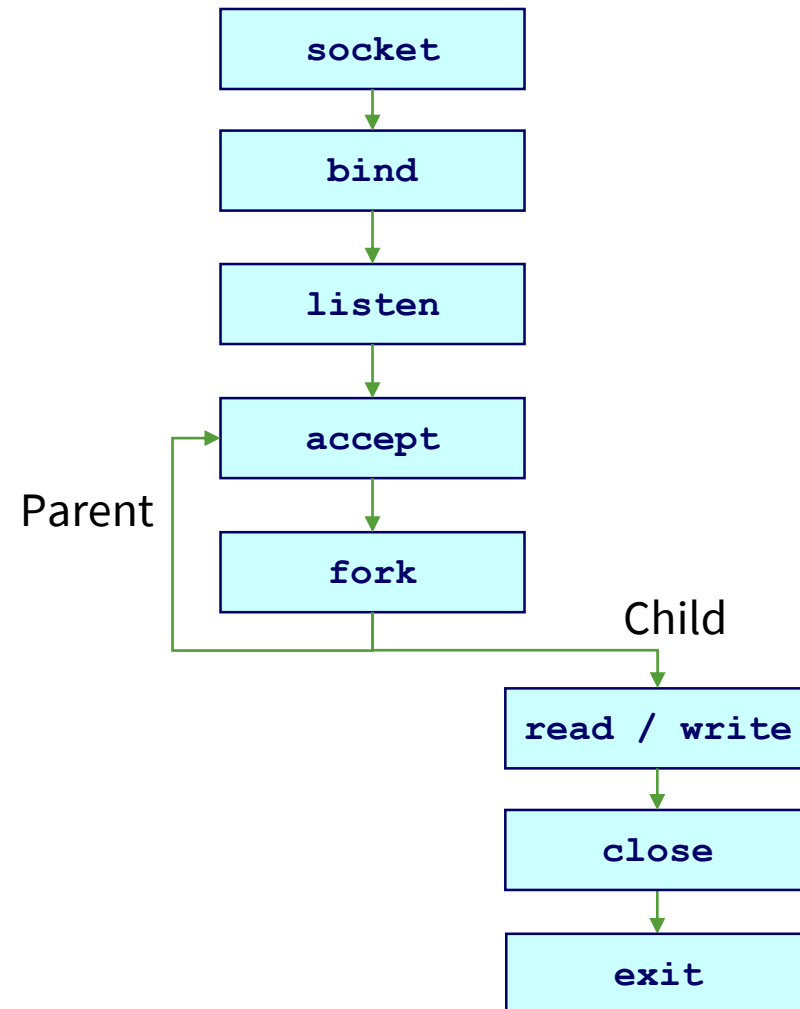 socket
bind
listen
accept
Parent
fork
Child
read / write
close
exit